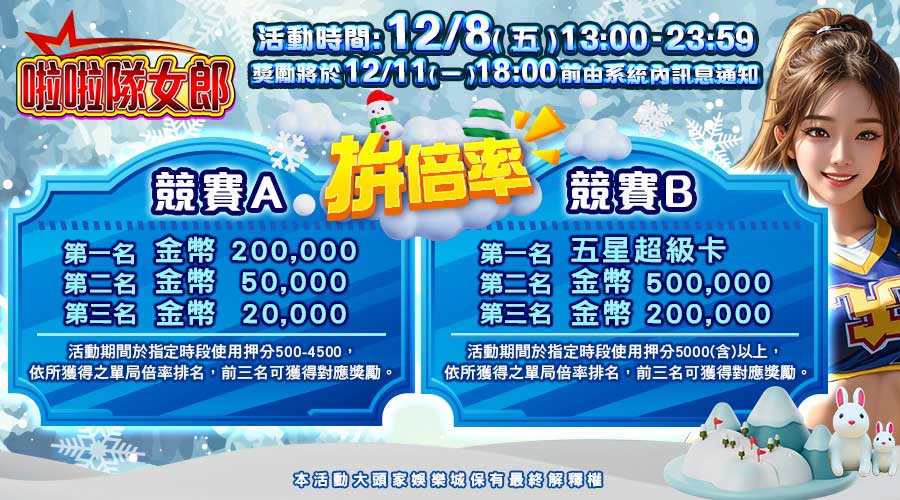 啦啦隊女郎
活動時間: 12/8(五)13:00-23:59
獎勵將於12/11(一)18:00前由系統內訊息通知
拚倍率
競賽A
第一名 金幣 200,000
第二名 金幣 50,000
第三名 金幣 20,000
活動期間於指定時段使用押分500-4500，
依所獲得之單局倍率排名，前三名可獲得對應獎勵。
競賽B
第一名 五星超級卡
第二名 金幣 500,000
第三名 金幣 200,000
活動期間於指定時段使用押分5000(含)以上，
依所獲得之單局倍率排名，前三名可獲得對應獎勵。
本活動大頭家娛樂城保有最終解釋權